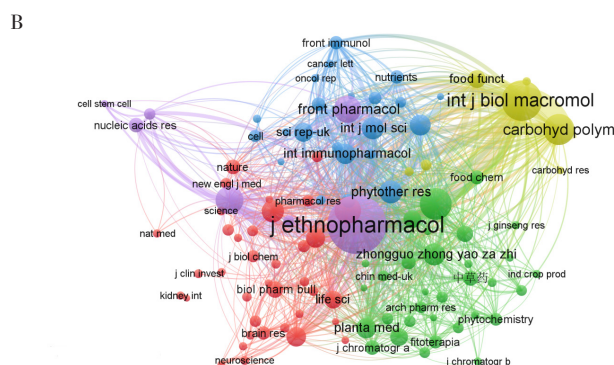 B
front immunol
cancer lett
oncol rep
nutrients
food funct
cell stem cell
front pharmacol
int j biol macromol
nucleic acids res
cell
sci rep-uk
int j mol sci
carbohyd polym
int immunopharmacol
nature
food chem
carbohyd res
new engl j med
pharmacol res
phytother res
science
j ethnopharmacol
j ginseng res
nat med
j biol chem
zhongguo zhong yao za zhi
j clin invest
chin med-uk
中草药
ind crop prod
kidney int
biol pharm bull
life sci
arch pharm res
brain res
planta med
phytochemistry
neuroscience
j chromatogr a
fitoterapia
j chromatogr b